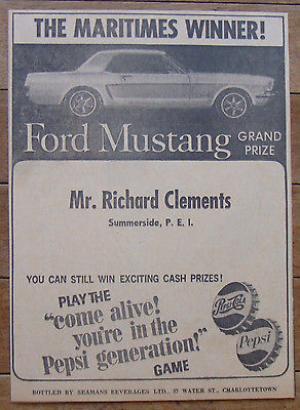 THE MARITIMES WINNER!
Ford Mustang GRAND
PRIZE
Mr. Richard Clements
Summerside, P. E. I.
YOU CAN STILL WIN EXCITING CASH PRIZES!
PLAY THE
"come alive!
you're in the
Pepsi generation!"
GAME
Pepsi-Cola
Pepsi
BOTTLED BY SEAMANS BEVERAGES LTD., 37 WATER ST., CHARLOTTETOWN